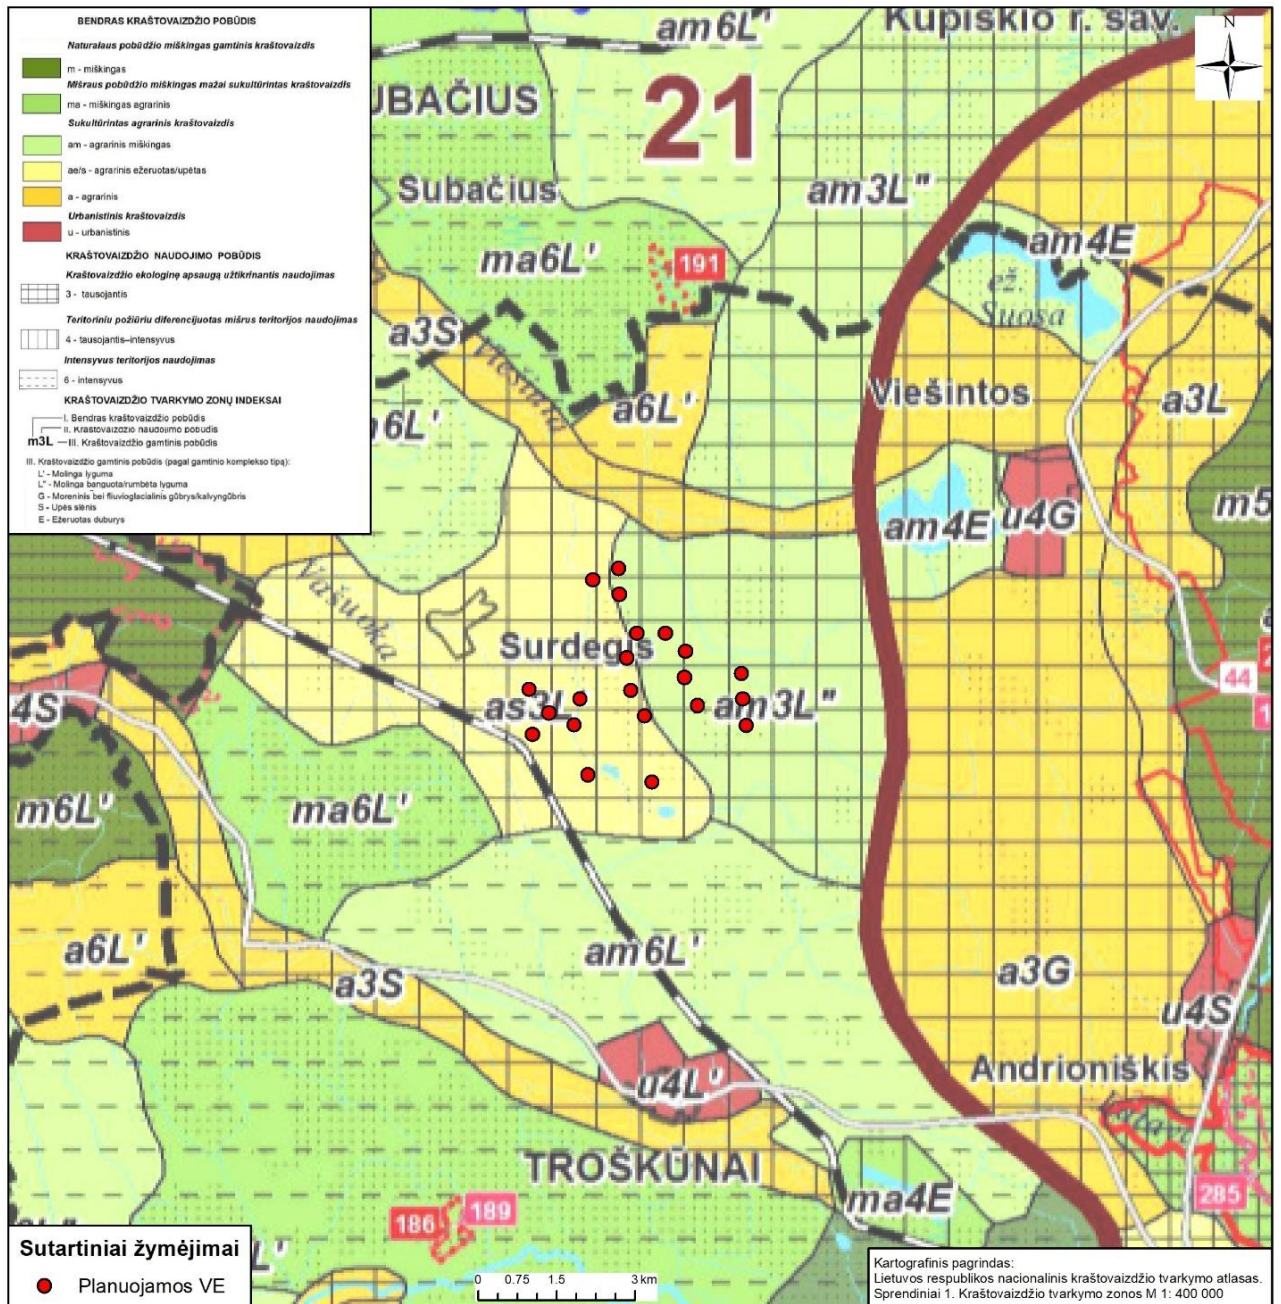 BENDRAS KRAŠTOVAIZDŽIO POBŪDIS
Natūralaus pobūdžio miškingas gamtinis kraštovaizdis
m - miškingas
Mišraus pobūdžio miškingas mažai sukultūrintas kraštovaizdis
ma - miškingas agrarinis
Sukultūrintas agrarinis kraštovaizdis
am - agrarinis miškingas
ae/s - agrarinis ežeruotas/upėtas
a - agrarinis
Urbanistinis kraštovaizdis
u - urbanistinis
KRAŠTOVAIZDŽIO NAUDOJIMO POBŪDIS
Kraštovaizdžio ekologinę apsaugą užtikrinantis naudojimas
3 - tausojantis
Teritoriniu požiūriu diferencijuotas mišrus teritorijos naudojimas
4 - tausojantis–intensyvus
Intensyvus teritorijos naudojimas
6 - intensyvus
KRAŠTOVAIZDŽIO TVARKYMO ZONŲ INDEKSAI
I. Bendras kraštovaizdžio pobūdis
II. Kraštovaizdžio naudojimo pobūdis
m3L
III. Kraštovaizdžio gamtinis pobūdis
III. Kraštovaizdžio gamtinis pobūdis (pagal gamtinio komplekso tipą):
L' - Molinga lyguma
L" - Molinga banguota/rumbėta lyguma
G - Moreninis bei fliuvioglacialinis gūbrys/kalvyngūbris
S - Upės slėnis
E - Ežeruotas duburys
am6L'
Kupiškio r. sav.
N
UBAČIUS
21
Subačius
am3L"
ma6L'
191
am4E
ež. Suosa
a3S
Viešinta
a6L'
Viešintos
a3L
6L'
am4E
u4G
m5
Vašuoka
Surdegis
44
4S
as3L'
am3L"
m6L'
ma6L'
a6L'
am6L'
a3S
a3G
u4S
u4L'
Andrioniškis
TROŠKŪNAI
ma4E
285
186
189
L'
Sutartiniai žymėjimai
Planuojamos VE
0 0.75 1.5 3 km
Kartografinis pagrindas:
Lietuvos respublikos nacionalinis kraštovaizdžio tvarkymo atlasas.
Sprendiniai 1. Kraštovaizdžio tvarkymo zonos M 1: 400 000